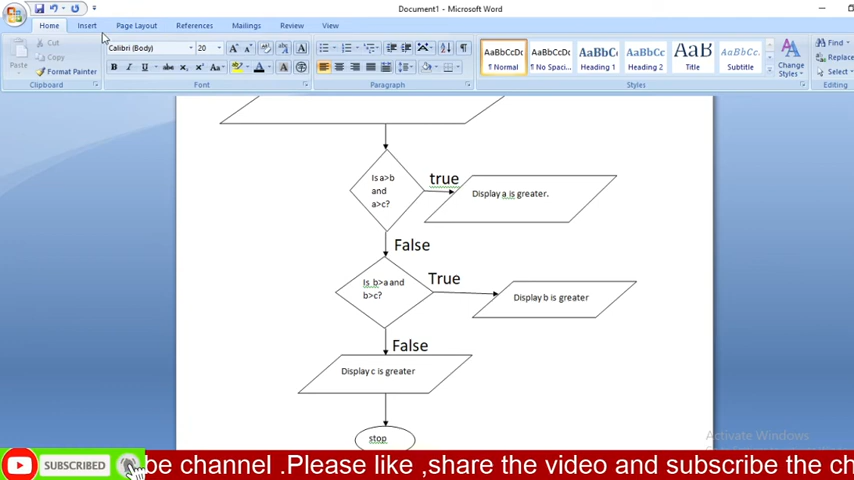 Document1 - Microsoft Word
Home Insert Page Layout References Mailings Review View
Cut
Copy
Paste
Format Painter
Clipboard
Calibri (Body) 20
Font
Paragraph
AaBbCcDc
¶ Normal
AaBbCcDc
¶ No Spaci...
AaBbC
Heading 1
AaBbCc
Heading 2
AaB
Title
AaBbCc.
Subtitle
Change
Styles
Styles
Find
Replace
Select
Editing
Is a>b
and
a>c?
true
Display a is greater.
False
Is b>a and
b>c?
True
Display b is greater
False
Display c is greater
stop
Activate Windows
SUBSCRIBED
be channel .Please like ,share the video and subscribe the ch